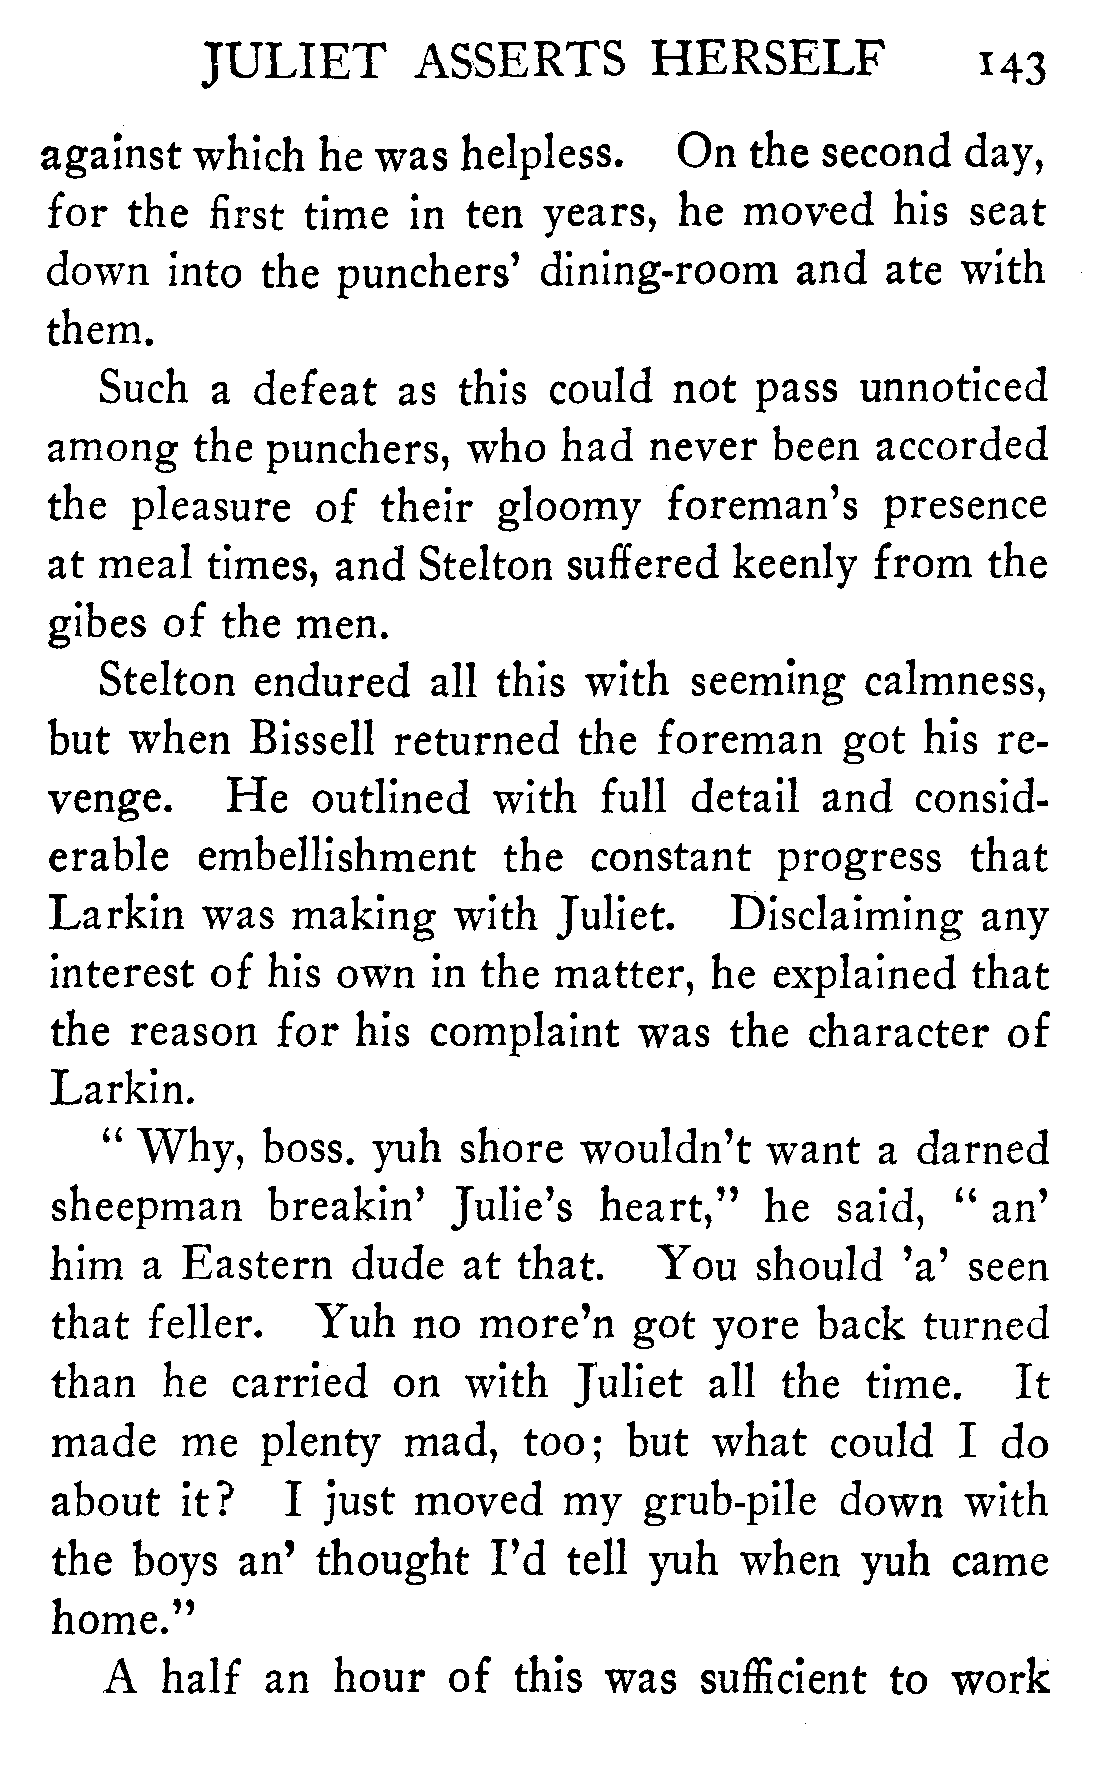 JULIET ASSERTS HERSELF 143
against which he was helpless. On the second day,
for the first time in ten years, he moved his seat
down into the punchers' dining-room and ate with
them.
Such a defeat as this could not pass unnoticed
among the punchers, who had never been accorded
the pleasure of their gloomy foreman's presence
at meal times, and Stelton suffered keenly from the
gibes of the men.
Stelton endured all this with seeming calmness,
but when Bissell returned the foreman got his re-
venge. He outlined with full detail and consid-
erable embellishment the constant progress that
Larkin was making with Juliet. Disclaiming any
interest of his own in the matter, he explained that
the reason for his complaint was the character of
Larkin.
" Why, boss. yuh shore wouldn't want a darned
sheepman breakin' Julie's heart," he said, " an'
him a Eastern dude at that. You should 'a' seen
that feller. Yuh no more'n got yore back turned
than he carried on with Juliet all the time. It
made me plenty mad, too; but what could I do
about it? I just moved my grub-pile down with
the boys an' thought I'd tell yuh when yuh came
home."
A half an hour of this was sufficient to work